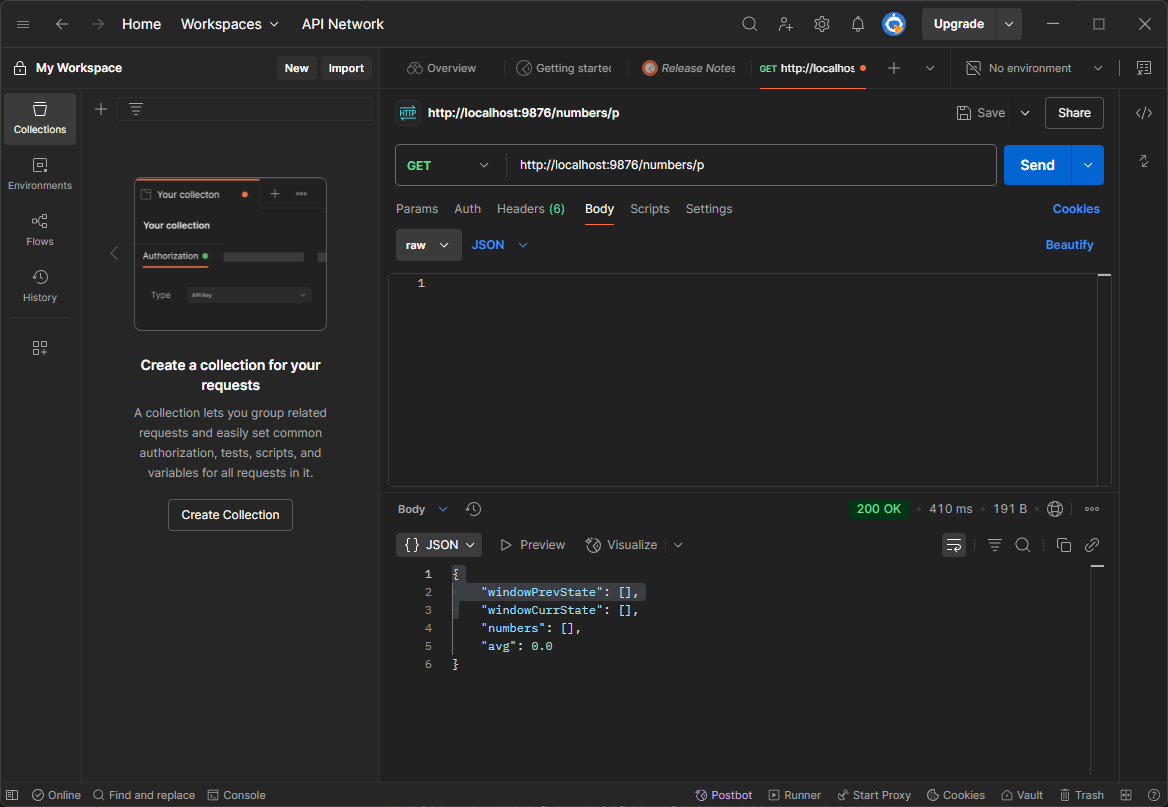 Home Workspaces API Network Upgrade
My Workspace New Import Overview Getting started Release Notes GET http://localhos No environment
Collections
Environments
Flows
History
Your collecton
Your collection
Authorization
Type API Key
Create a collection for your
requests
A collection lets you group related
requests and easily set common
authorization, tests, scripts, and
variables for all requests in it.
Create Collection
HTTP http://localhost:9876/numbers/p Save Share
GET http://localhost:9876/numbers/p Send
Params Auth Headers (6) Body Scripts Settings Cookies
raw JSON Beautify
1
Body 200 OK 410 ms 191 B
{} JSON Preview Visualize
1 {
2 "windowPrevState": [],
3 "windowCurrState": [],
4 "numbers": [],
5 "avg": 0.0
6 }
Online Find and replace Console Postbot Runner Start Proxy Cookies Vault Trash